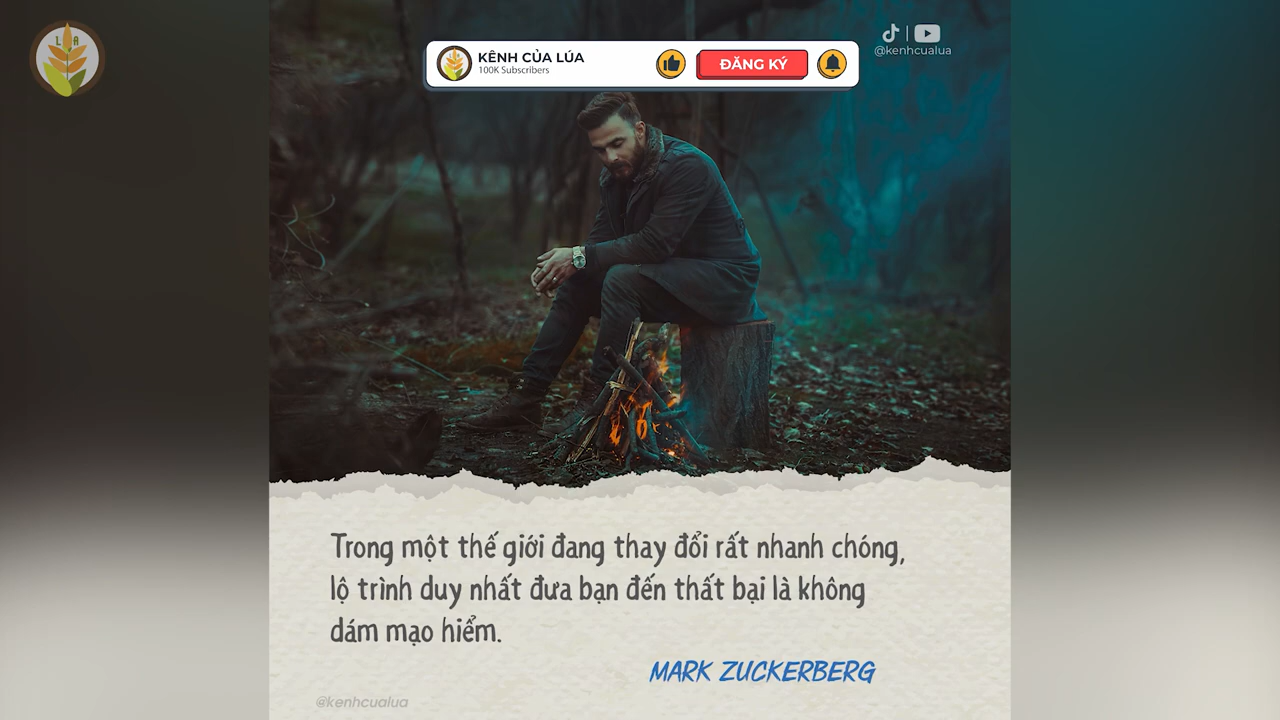 LA
KÊNH CỦA LÚA
100K Subscribers
ĐĂNG KÝ
@kenhcualua
Trong một thế giới đang thay đổi rất nhanh chóng,
lộ trình duy nhất đưa bạn đến thất bại là không
dám mạo hiểm.
MARK ZUCKERBERG
@kenhcualua